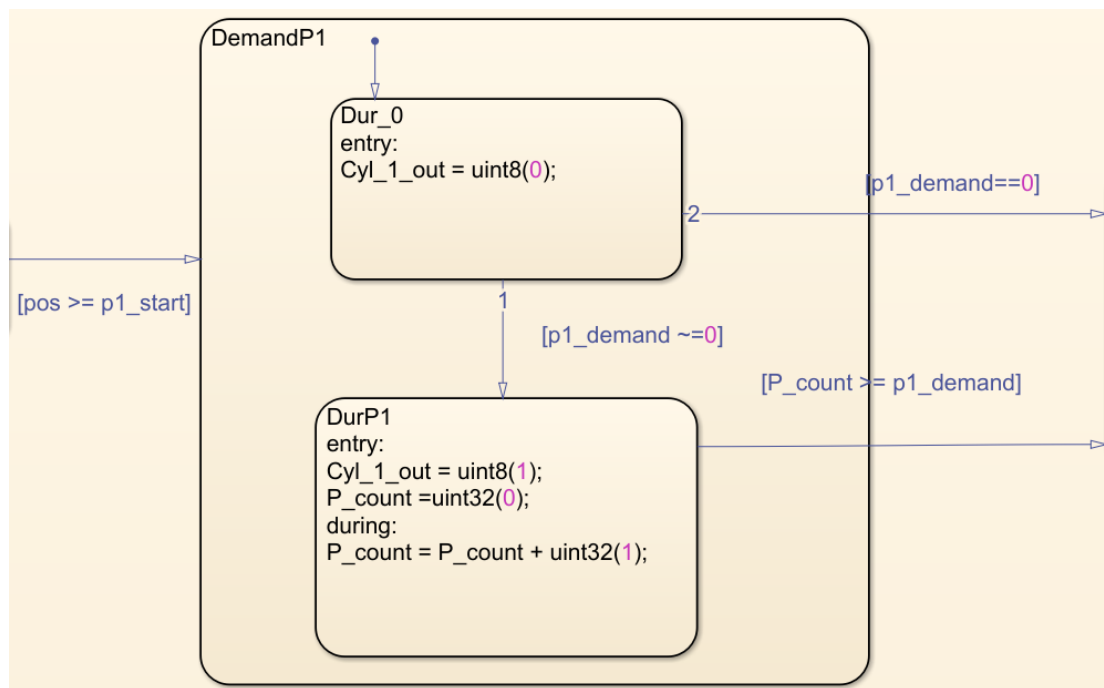 DemandP1
Dur_0
entry:
Cyl_1_out = uint8(0);
[p1_demand==0]
2
[pos >= p1_start]
1
[p1_demand ~=0]
[P_count >= p1_demand]
DurP1
entry:
Cyl_1_out = uint8(1);
P_count =uint32(0);
during:
P_count = P_count + uint32(1);